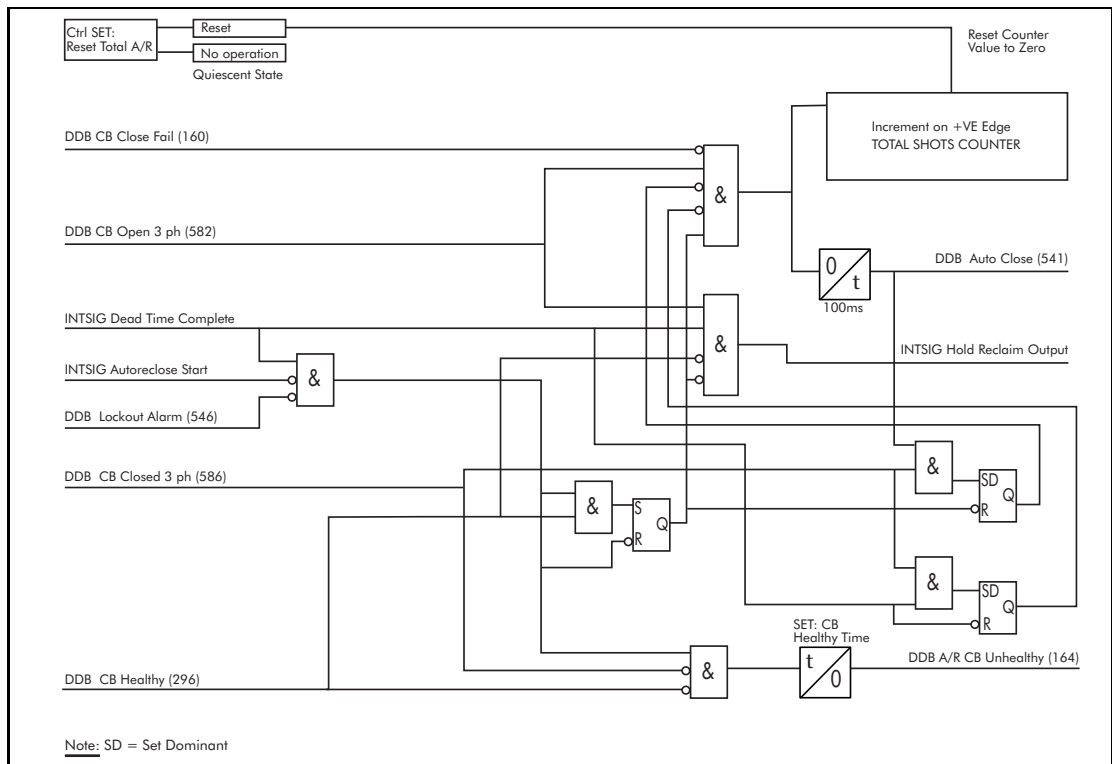 Ctrl SET:
Reset Total A/R
Reset
No operation
Quiescent State
Reset Counter
Value to Zero
Increment on +VE Edge
TOTAL SHOTS COUNTER
DDB CB Close Fail (160)
&
DDB CB Open 3 ph (582)
0
t
100ms
DDB Auto Close (541)
INTSIG Dead Time Complete
&
INTSIG Hold Reclaim Output
INTSIG Autoreclose Start
&
DDB Lockout Alarm (546)
DDB CB Closed 3 ph (586)
&
S
Q
R
&
SD
Q
R
&
SD
Q
R
SET: CB
Healthy Time
t
0
&
DDB A/R CB Unhealthy (164)
DDB CB Healthy (296)
Note: SD = Set Dominant